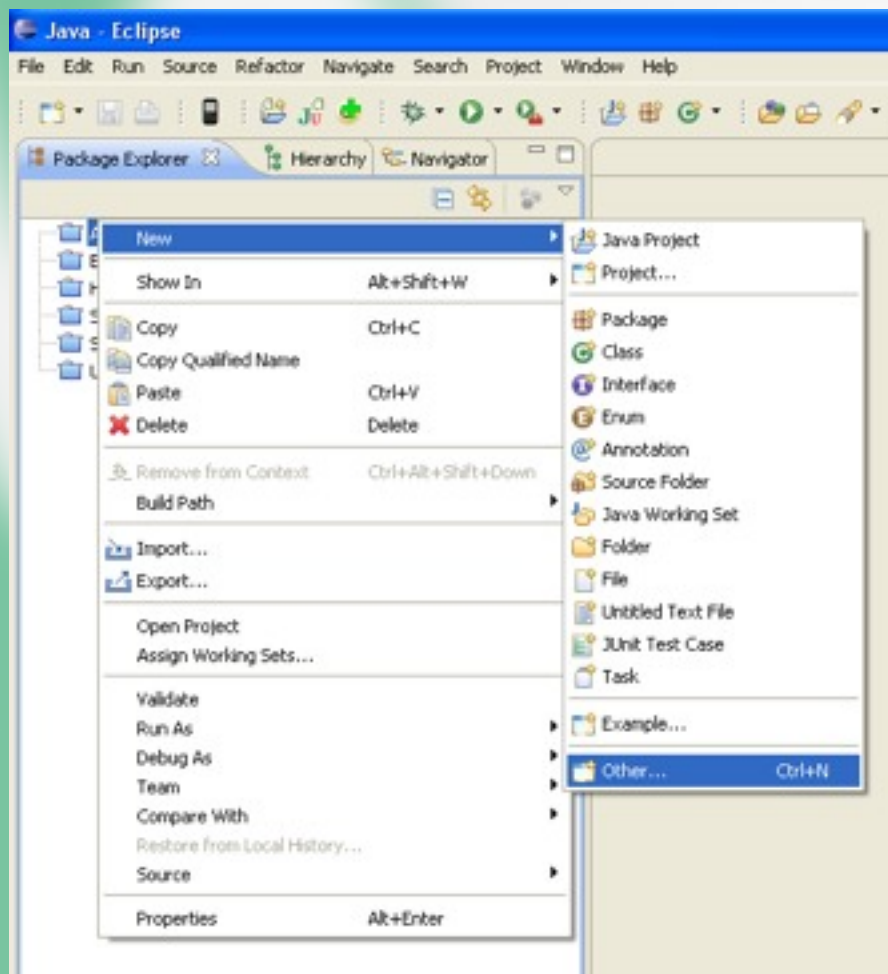 Java - Eclipse
File Edit Run Source Refactor Navigate Search Project Window Help
Package Explorer Hierarchy Navigator
New
Show In Alt+Shift+W
Copy Ctrl+C
Copy Qualified Name
Paste Ctrl+V
Delete Delete
Remove from Context Ctrl+Alt+Shift+Down
Build Path
Import...
Export...
Open Project
Assign Working Sets...
Validate
Run As
Debug As
Team
Compare With
Restore from Local History...
Source
Properties Alt+Enter
Java Project
Project...
Package
Class
Interface
Enum
Annotation
Source Folder
Java Working Set
Folder
File
Untitled Text File
JUnit Test Case
Task
Example...
Other... Ctrl+N